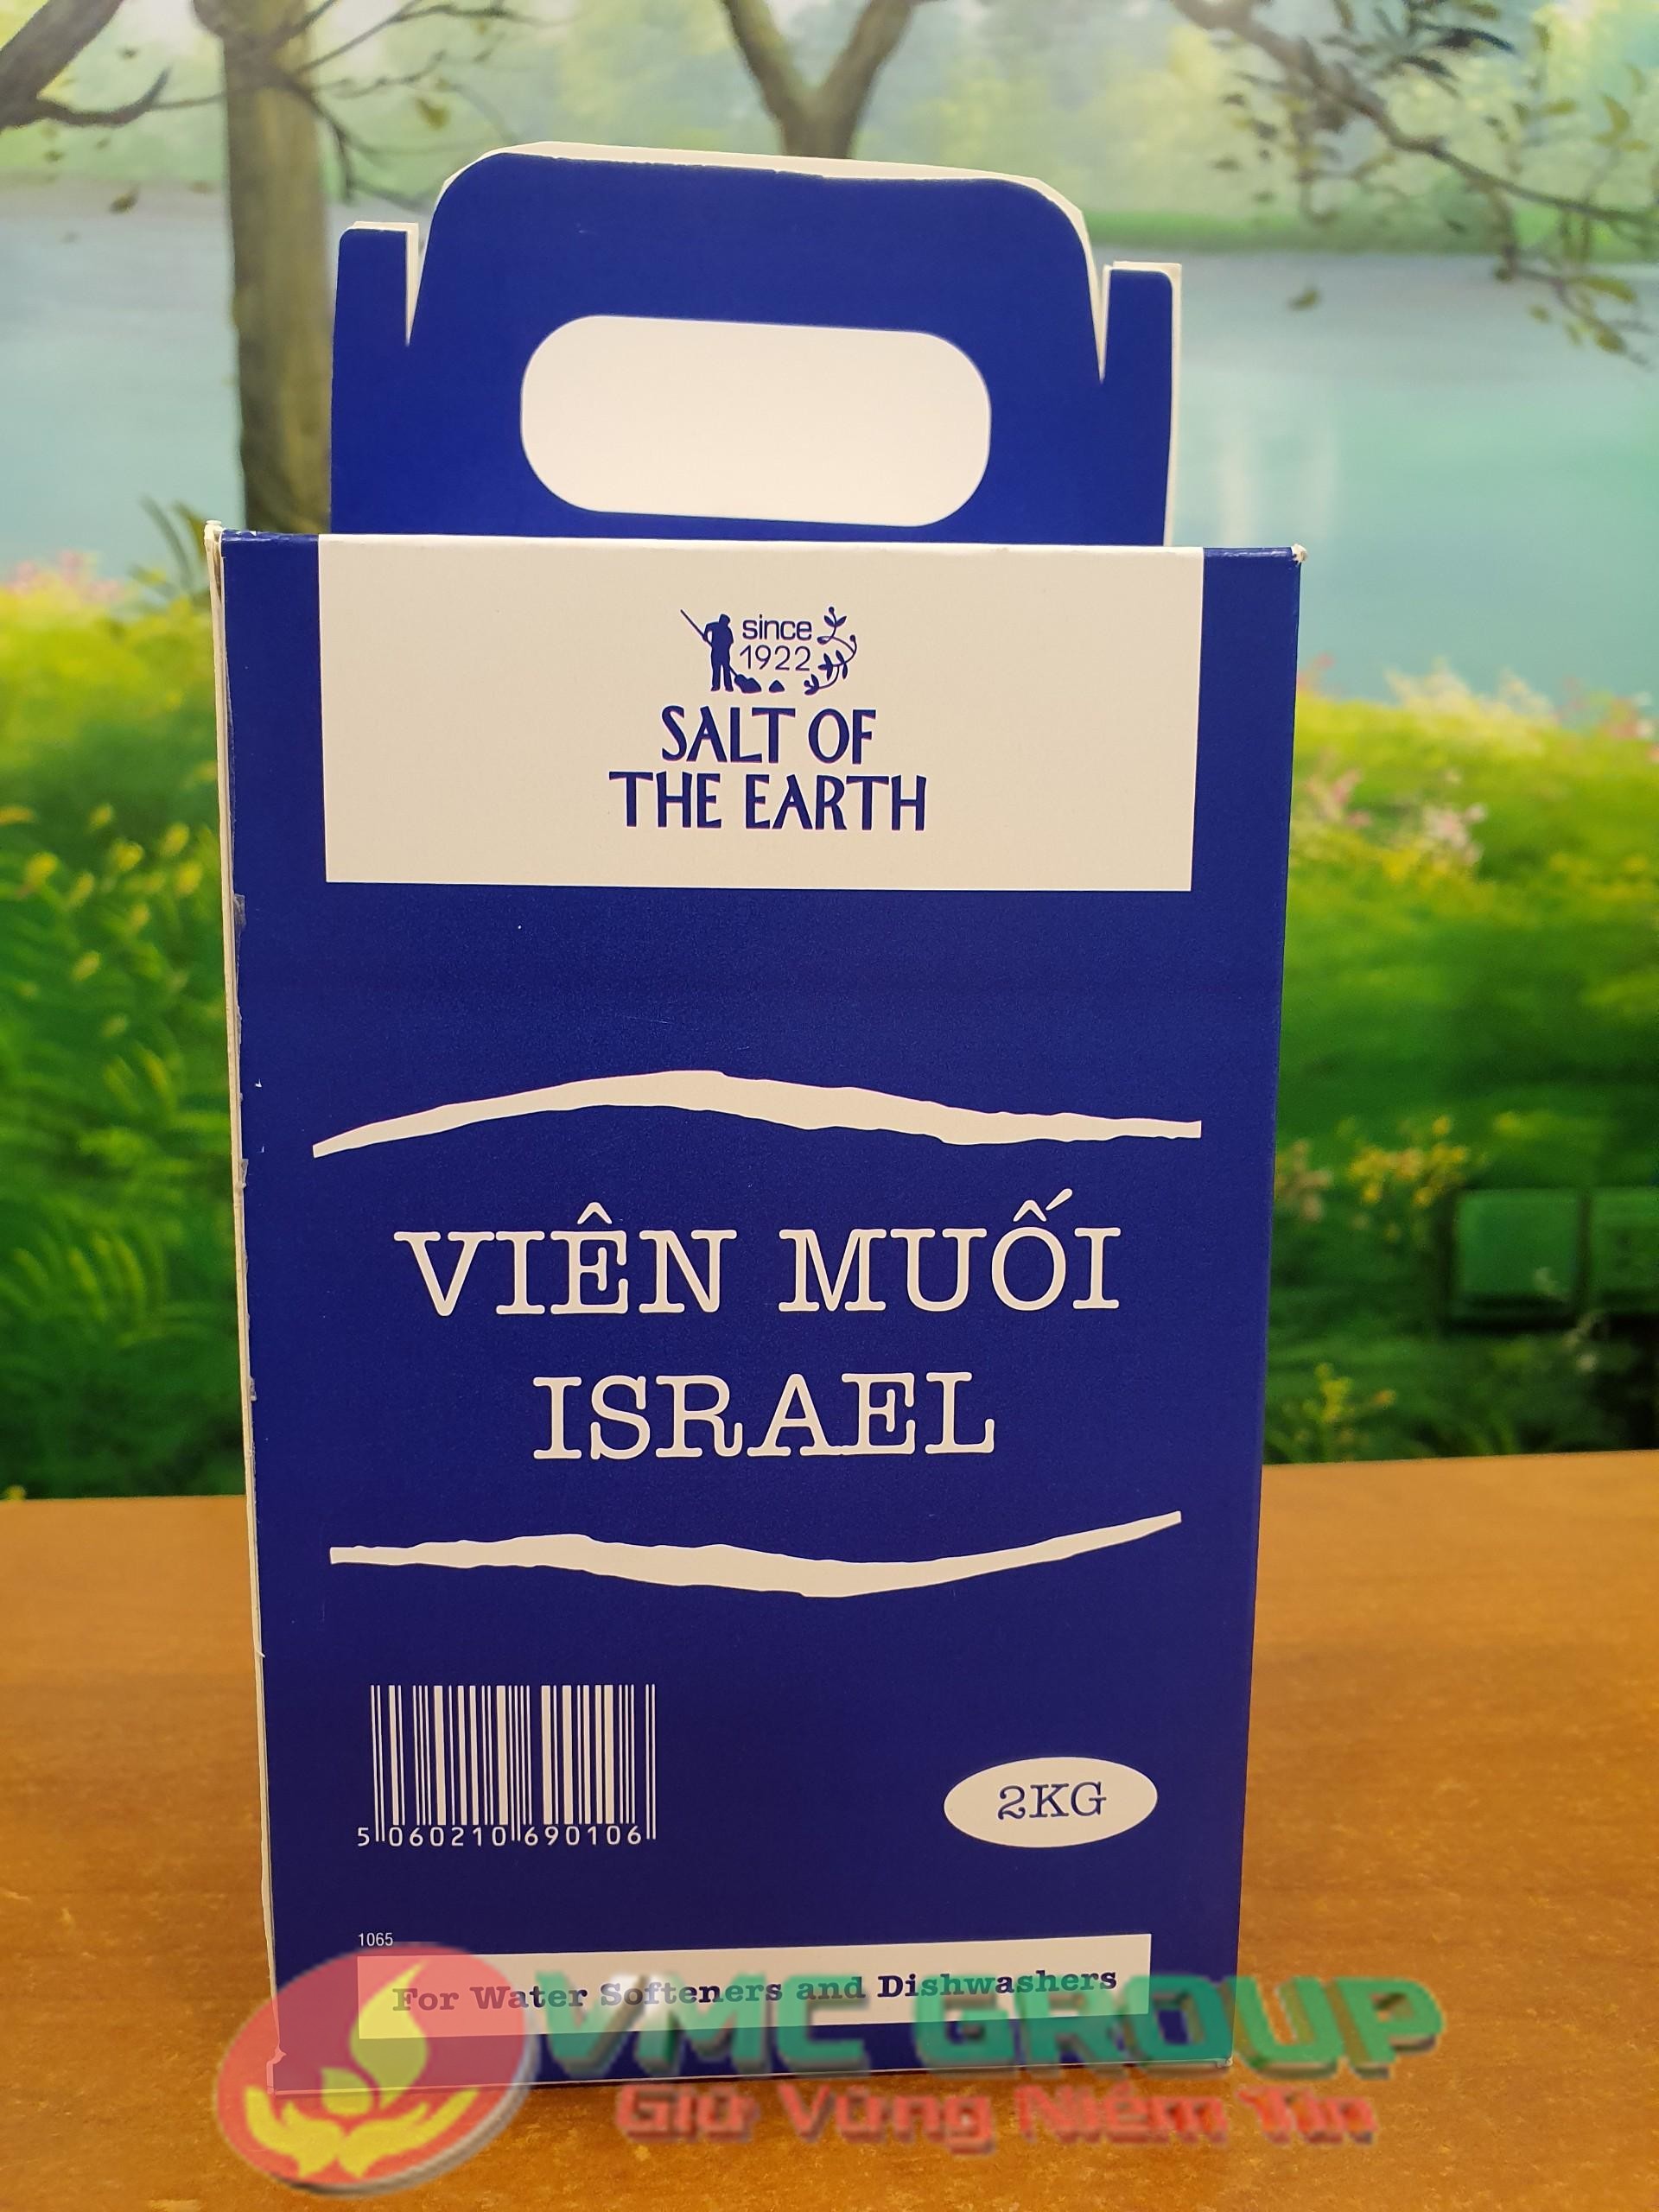 since
1922
SALT OF
THE EARTH
VIÊN MUỐI
ISRAEL
5 060210 690106
2KG
1065
For Water Softeners and Dishwashers
VMC GROUP
Giữ Vững Niềm Tin